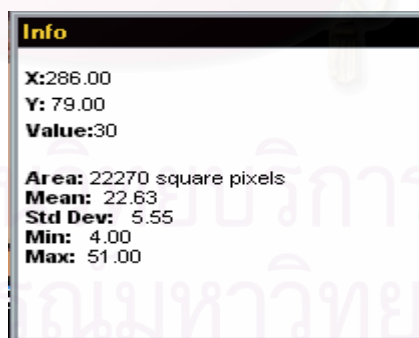 Info
X:286.00
Y: 79.00
Value:30
Area: 22270 square pixels
Mean: 22.63
Std Dev: 5.55
Min: 4.00
Max: 51.00